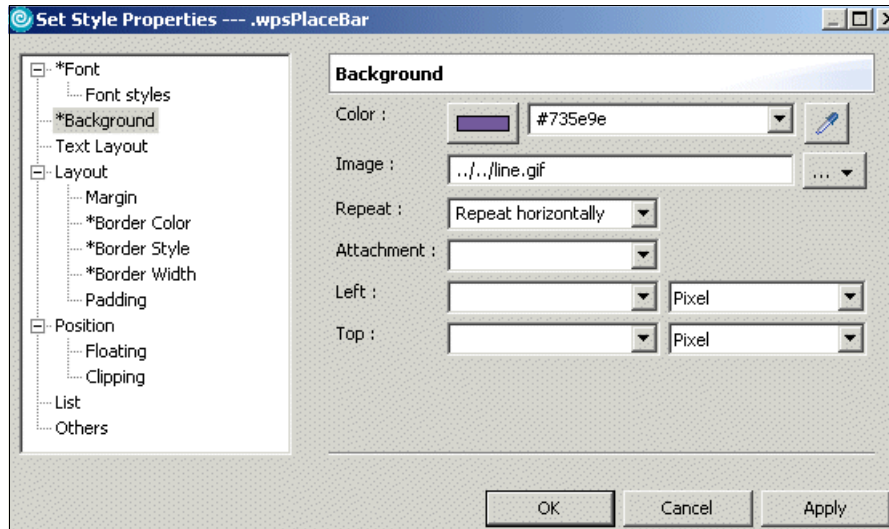 Set Style Properties --- .wpsPlaceBar
*Font
Font styles
*Background
Text Layout
Layout
Margin
*Border Color
*Border Style
*Border Width
Padding
Position
Floating
Clipping
List
Others
Background
Color : #735e9e
Image : ../../line.gif ...
Repeat : Repeat horizontally
Attachment :
Left : Pixel
Top : Pixel
OK Cancel Apply